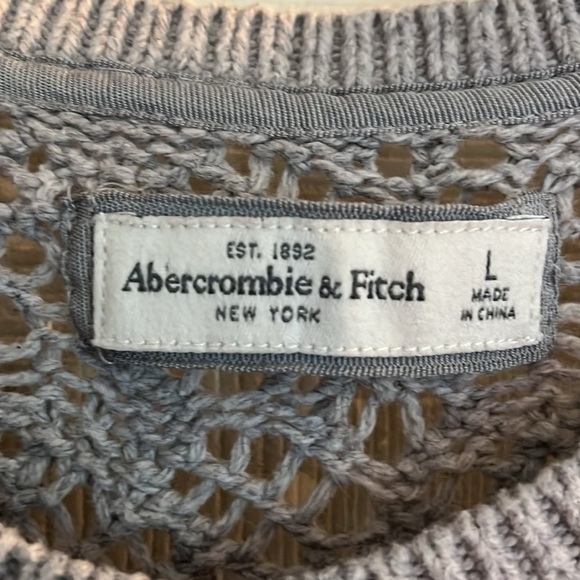 EST. 1892
Abercrombie & Fitch
NEW YORK
L
MADE
IN CHINA